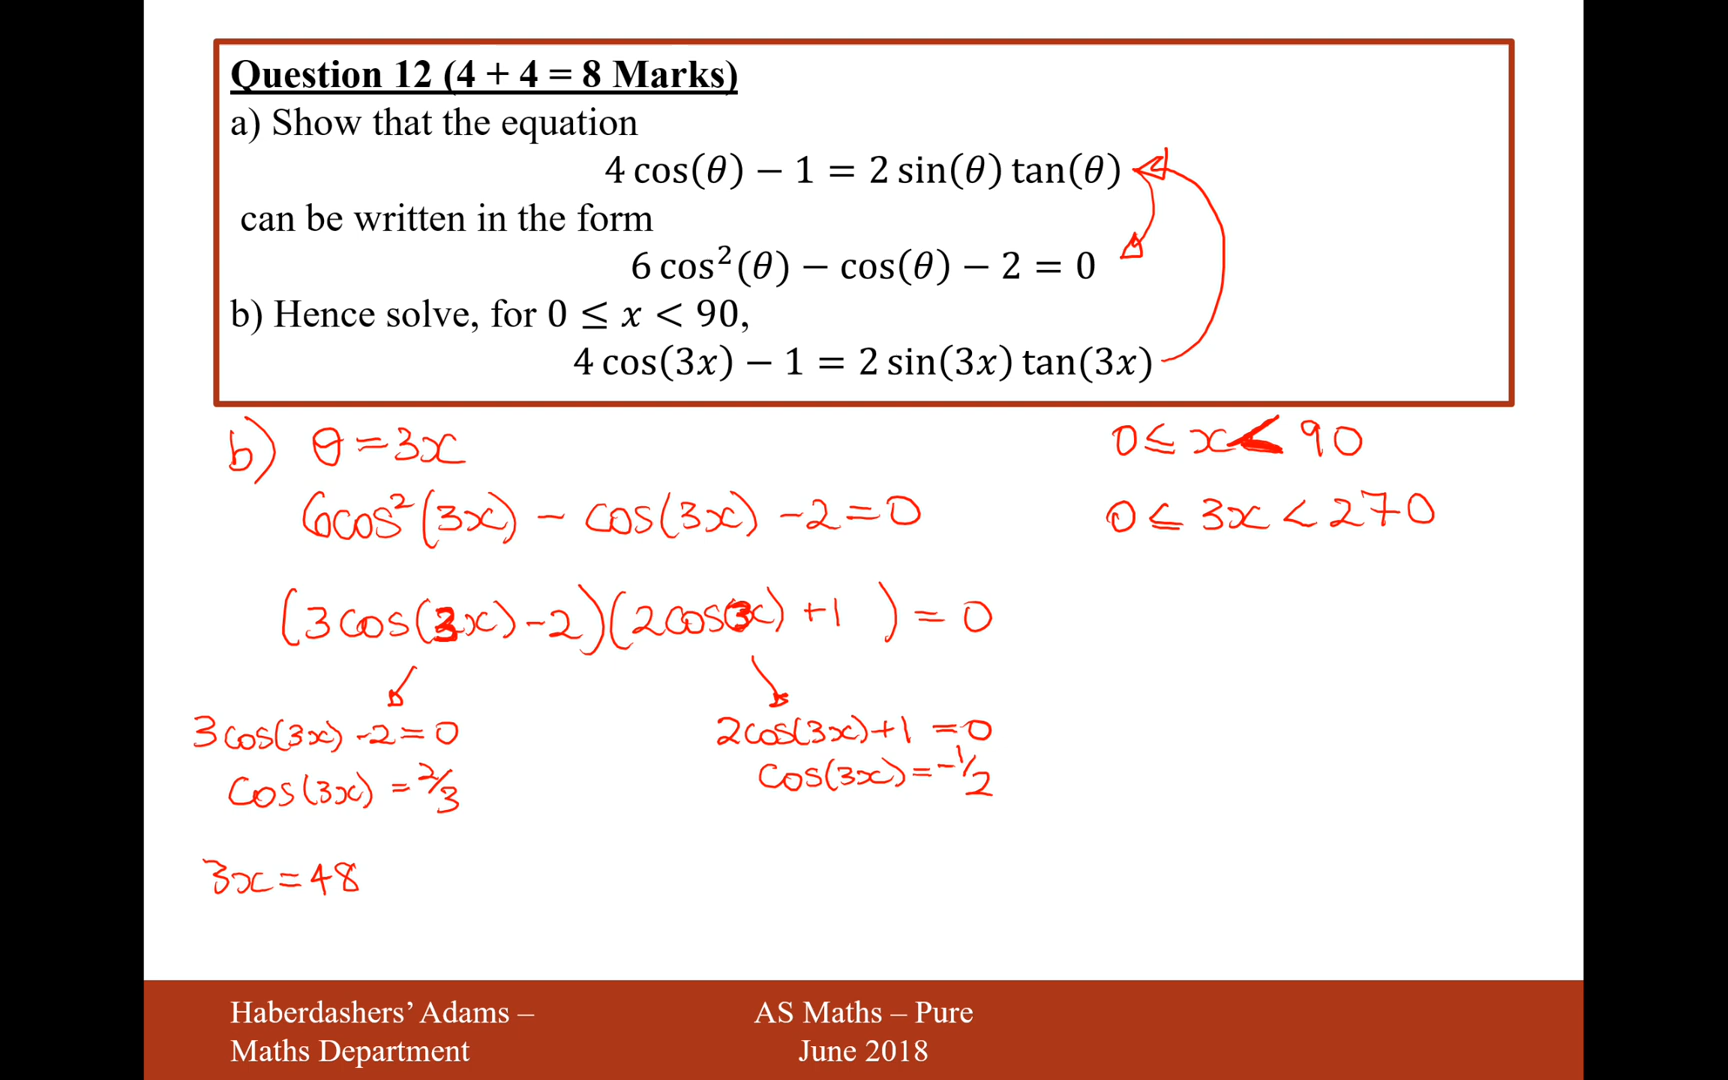 Question 12 (4 + 4 = 8 Marks)
a) Show that the equation
4 cos(θ) − 1 = 2 sin(θ) tan(θ)
can be written in the form
6 cos²(θ) − cos(θ) − 2 = 0
b) Hence solve, for 0 ≤ x < 90,
4 cos(3x) − 1 = 2 sin(3x) tan(3x)
b) θ = 3x
0 ≤ x < 90
6cos²(3x) − cos(3x) − 2 = 0
0 ≤ 3x < 270
(3cos(3x) − 2)(2cos(3x) + 1) = 0
3cos(3x) − 2 = 0
cos(3x) = 2/3
3x = 48
2cos(3x) + 1 = 0
cos(3x) = −1/2
Haberdashers’ Adams –
Maths Department
AS Maths – Pure
June 2018